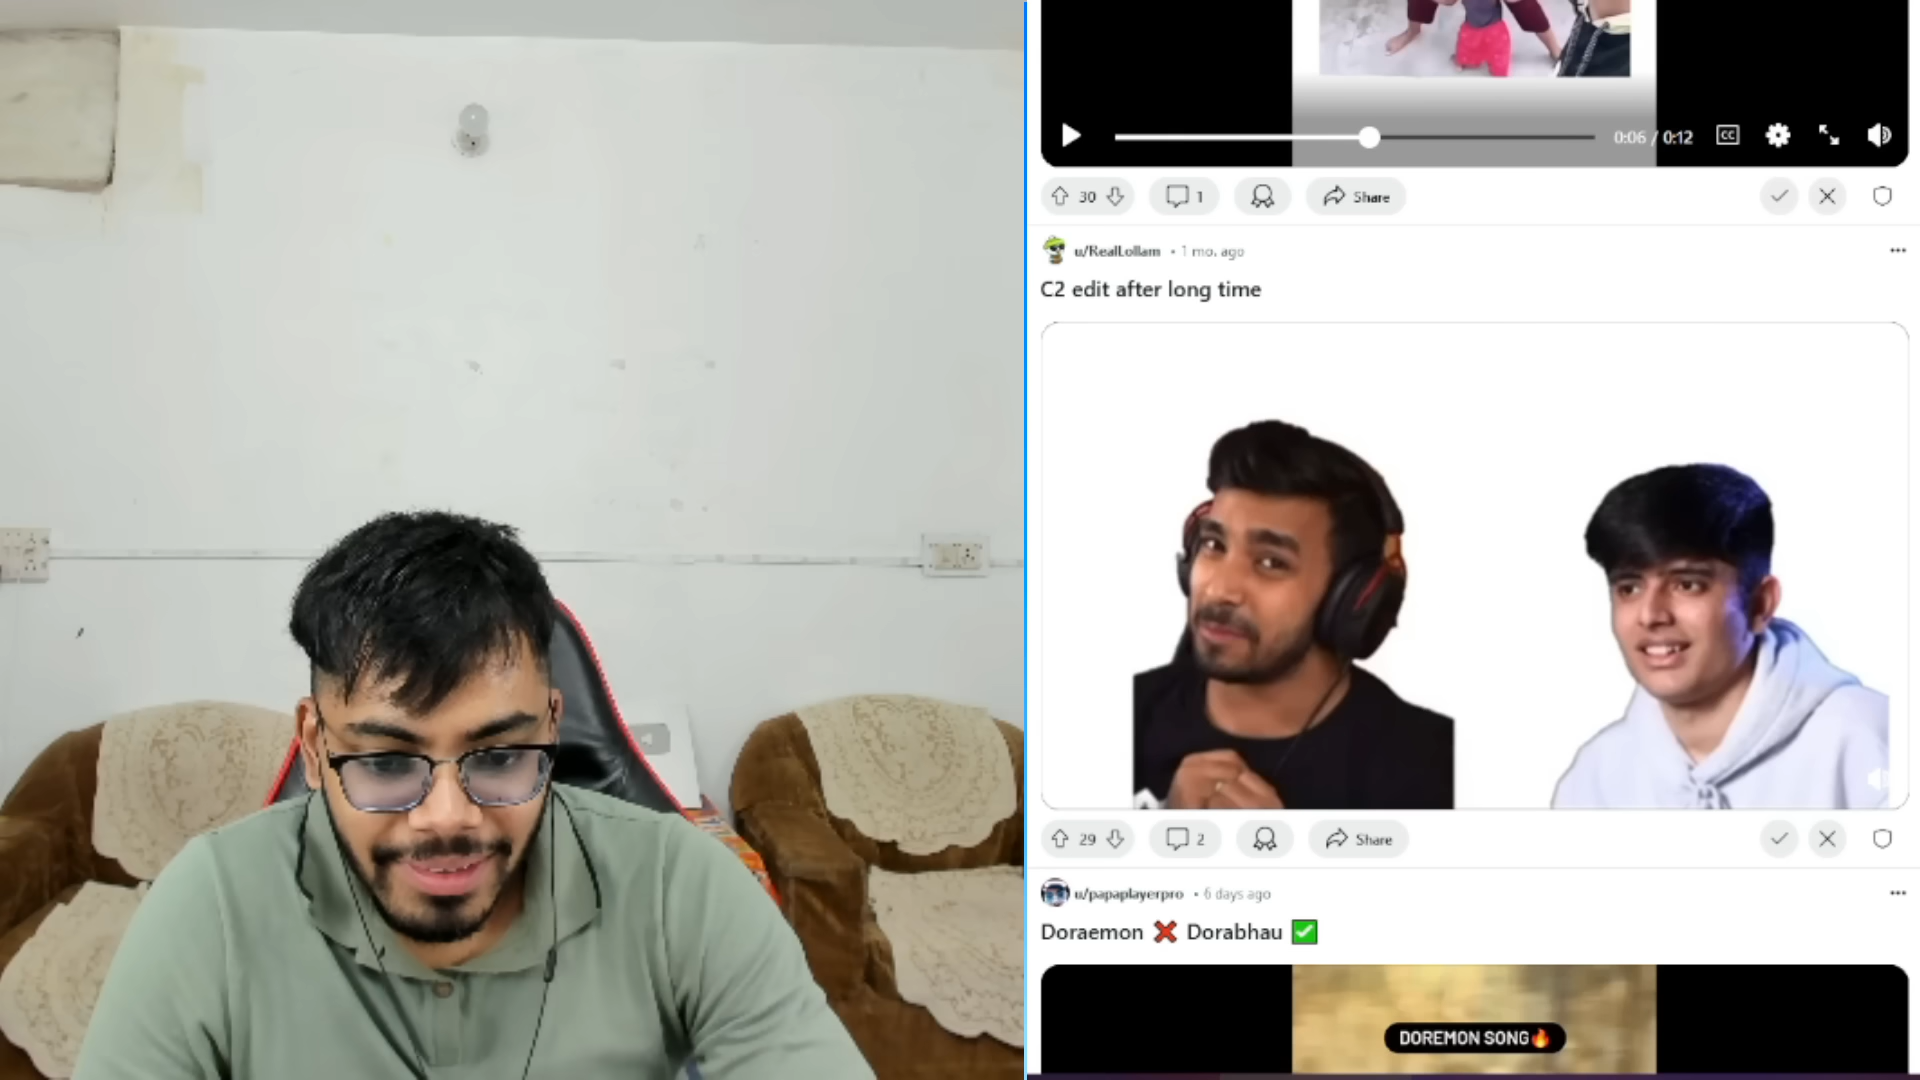 0:06 / 0:12
CC
30
1
Share
u/RealLollam • 1 mo. ago
C2 edit after long time
29
2
Share
u/papaplayerpro • 6 days ago
Doraemon ❌ Dorabhau ✅
DOREMON SONG🔥